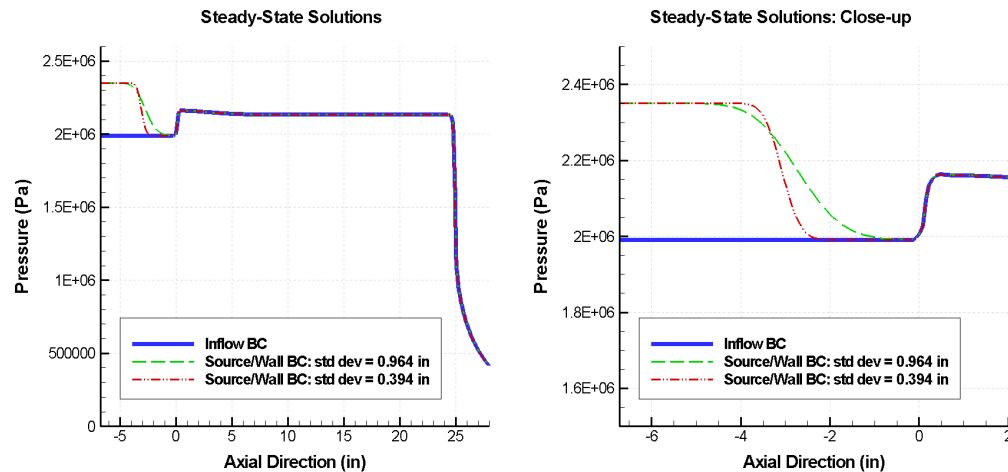 Steady-State Solutions
2.5E+06
2E+06
1.5E+06
1E+06
500000
0
Pressure (Pa)
Inflow BC
Source/Wall BC: std dev = 0.964 in
Source/Wall BC: std dev = 0.394 in
-5 0 5 10 15 20 25
Axial Direction (in)
Steady-State Solutions: Close-up
2.4E+06
2.2E+06
2E+06
1.8E+06
1.6E+06
Pressure (Pa)
Inflow BC
Source/Wall BC: std dev = 0.964 in
Source/Wall BC: std dev = 0.394 in
-6 -4 -2 0 2
Axial Direction (in)